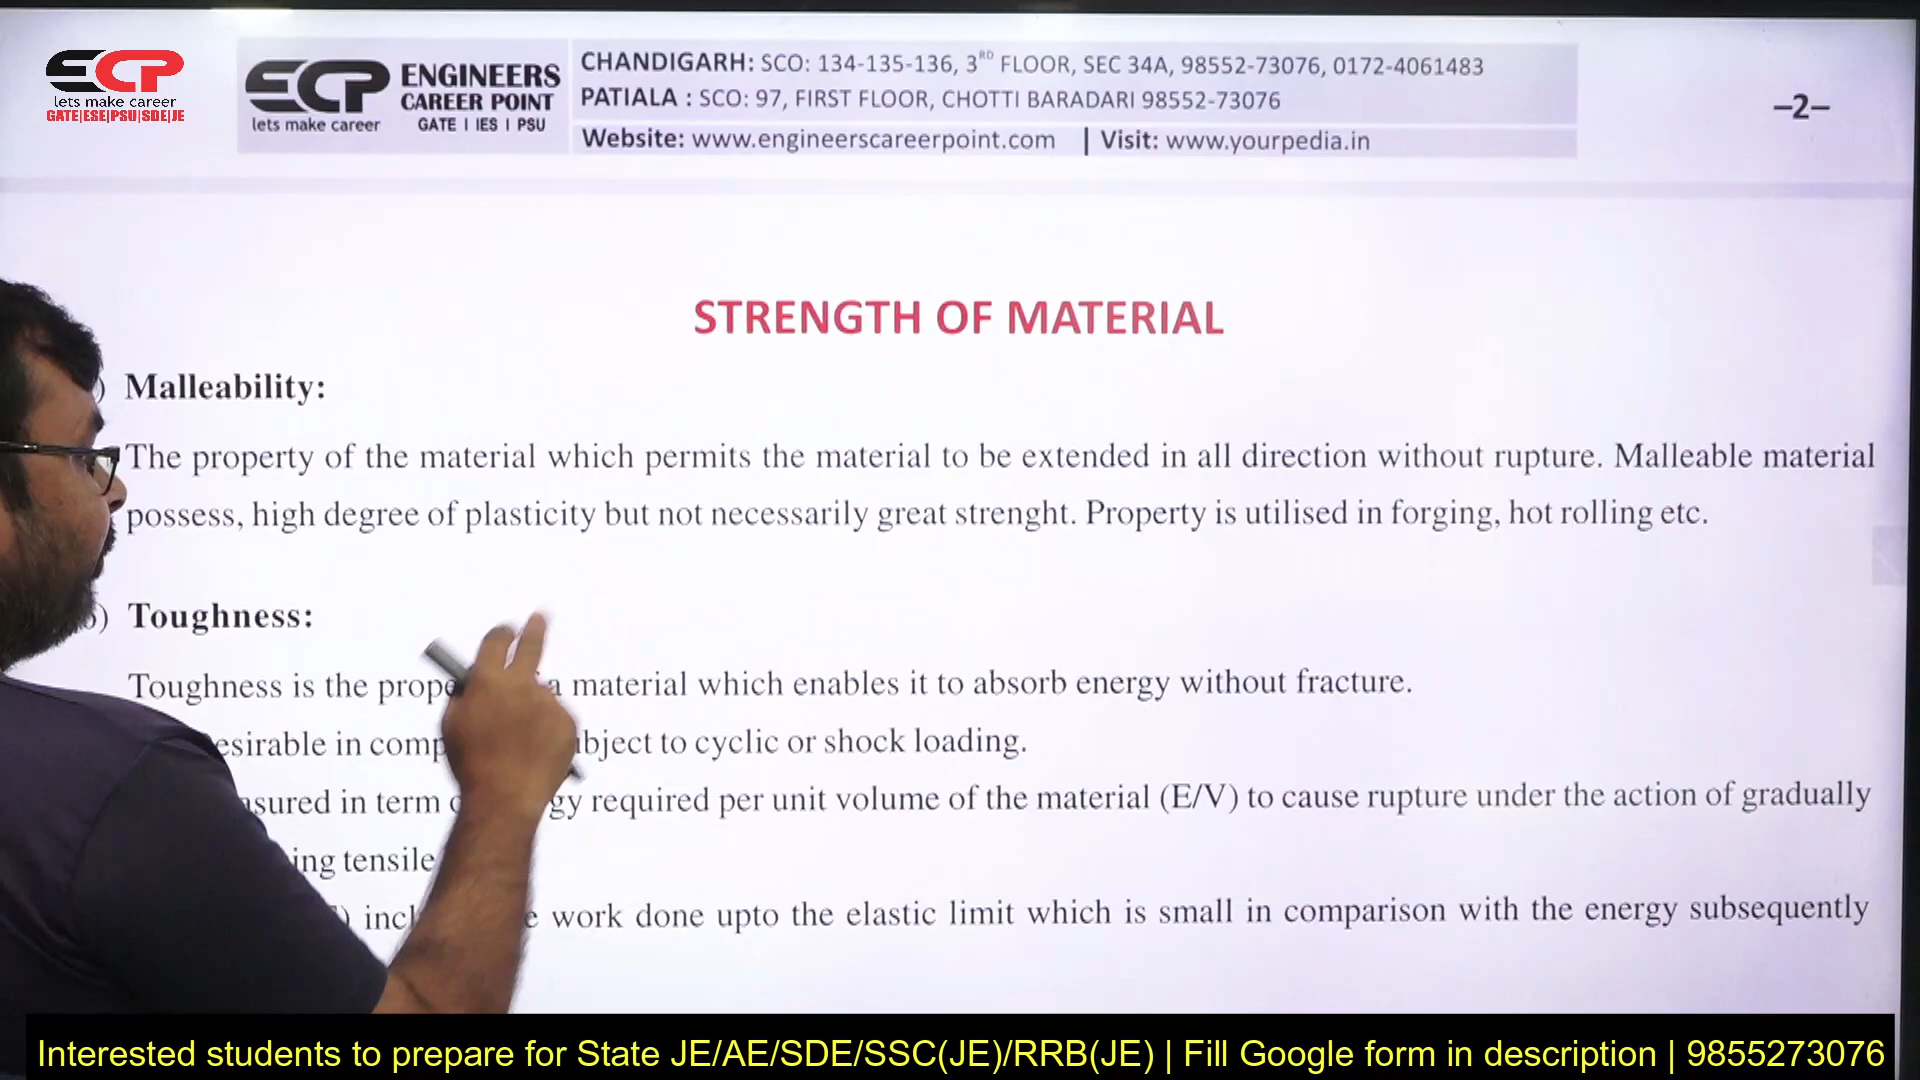 ECP
lets make career
GATE|ESE|PSU|SDE|JE
ECP
lets make career
ENGINEERS
CAREER POINT
GATE I IES I PSU
CHANDIGARH: SCO: 134-135-136, 3RD FLOOR, SEC 34A, 98552-73076, 0172-4061483
PATIALA : SCO: 97, FIRST FLOOR, CHOTTI BARADARI 98552-73076
Website: www.engineerscareerpoint.com | Visit: www.yourpedia.in
–2–
STRENGTH OF MATERIAL
) Malleability:
The property of the material which permits the material to be extended in all direction without rupture. Malleable material
possess, high degree of plasticity but not necessarily great strenght. Property is utilised in forging, hot rolling etc.
) Toughness:
Toughness is the a material which enables it to absorb energy without fracture.
in to cyclic or shock loading.
in term required per unit volume of the material (E/V) to cause rupture under the action of gradually
tensile
work done upto the elastic limit which is small in comparison with the energy subsequently
Interested students to prepare for State JE/AE/SDE/SSC(JE)/RRB(JE) | Fill Google form in description | 9855273076